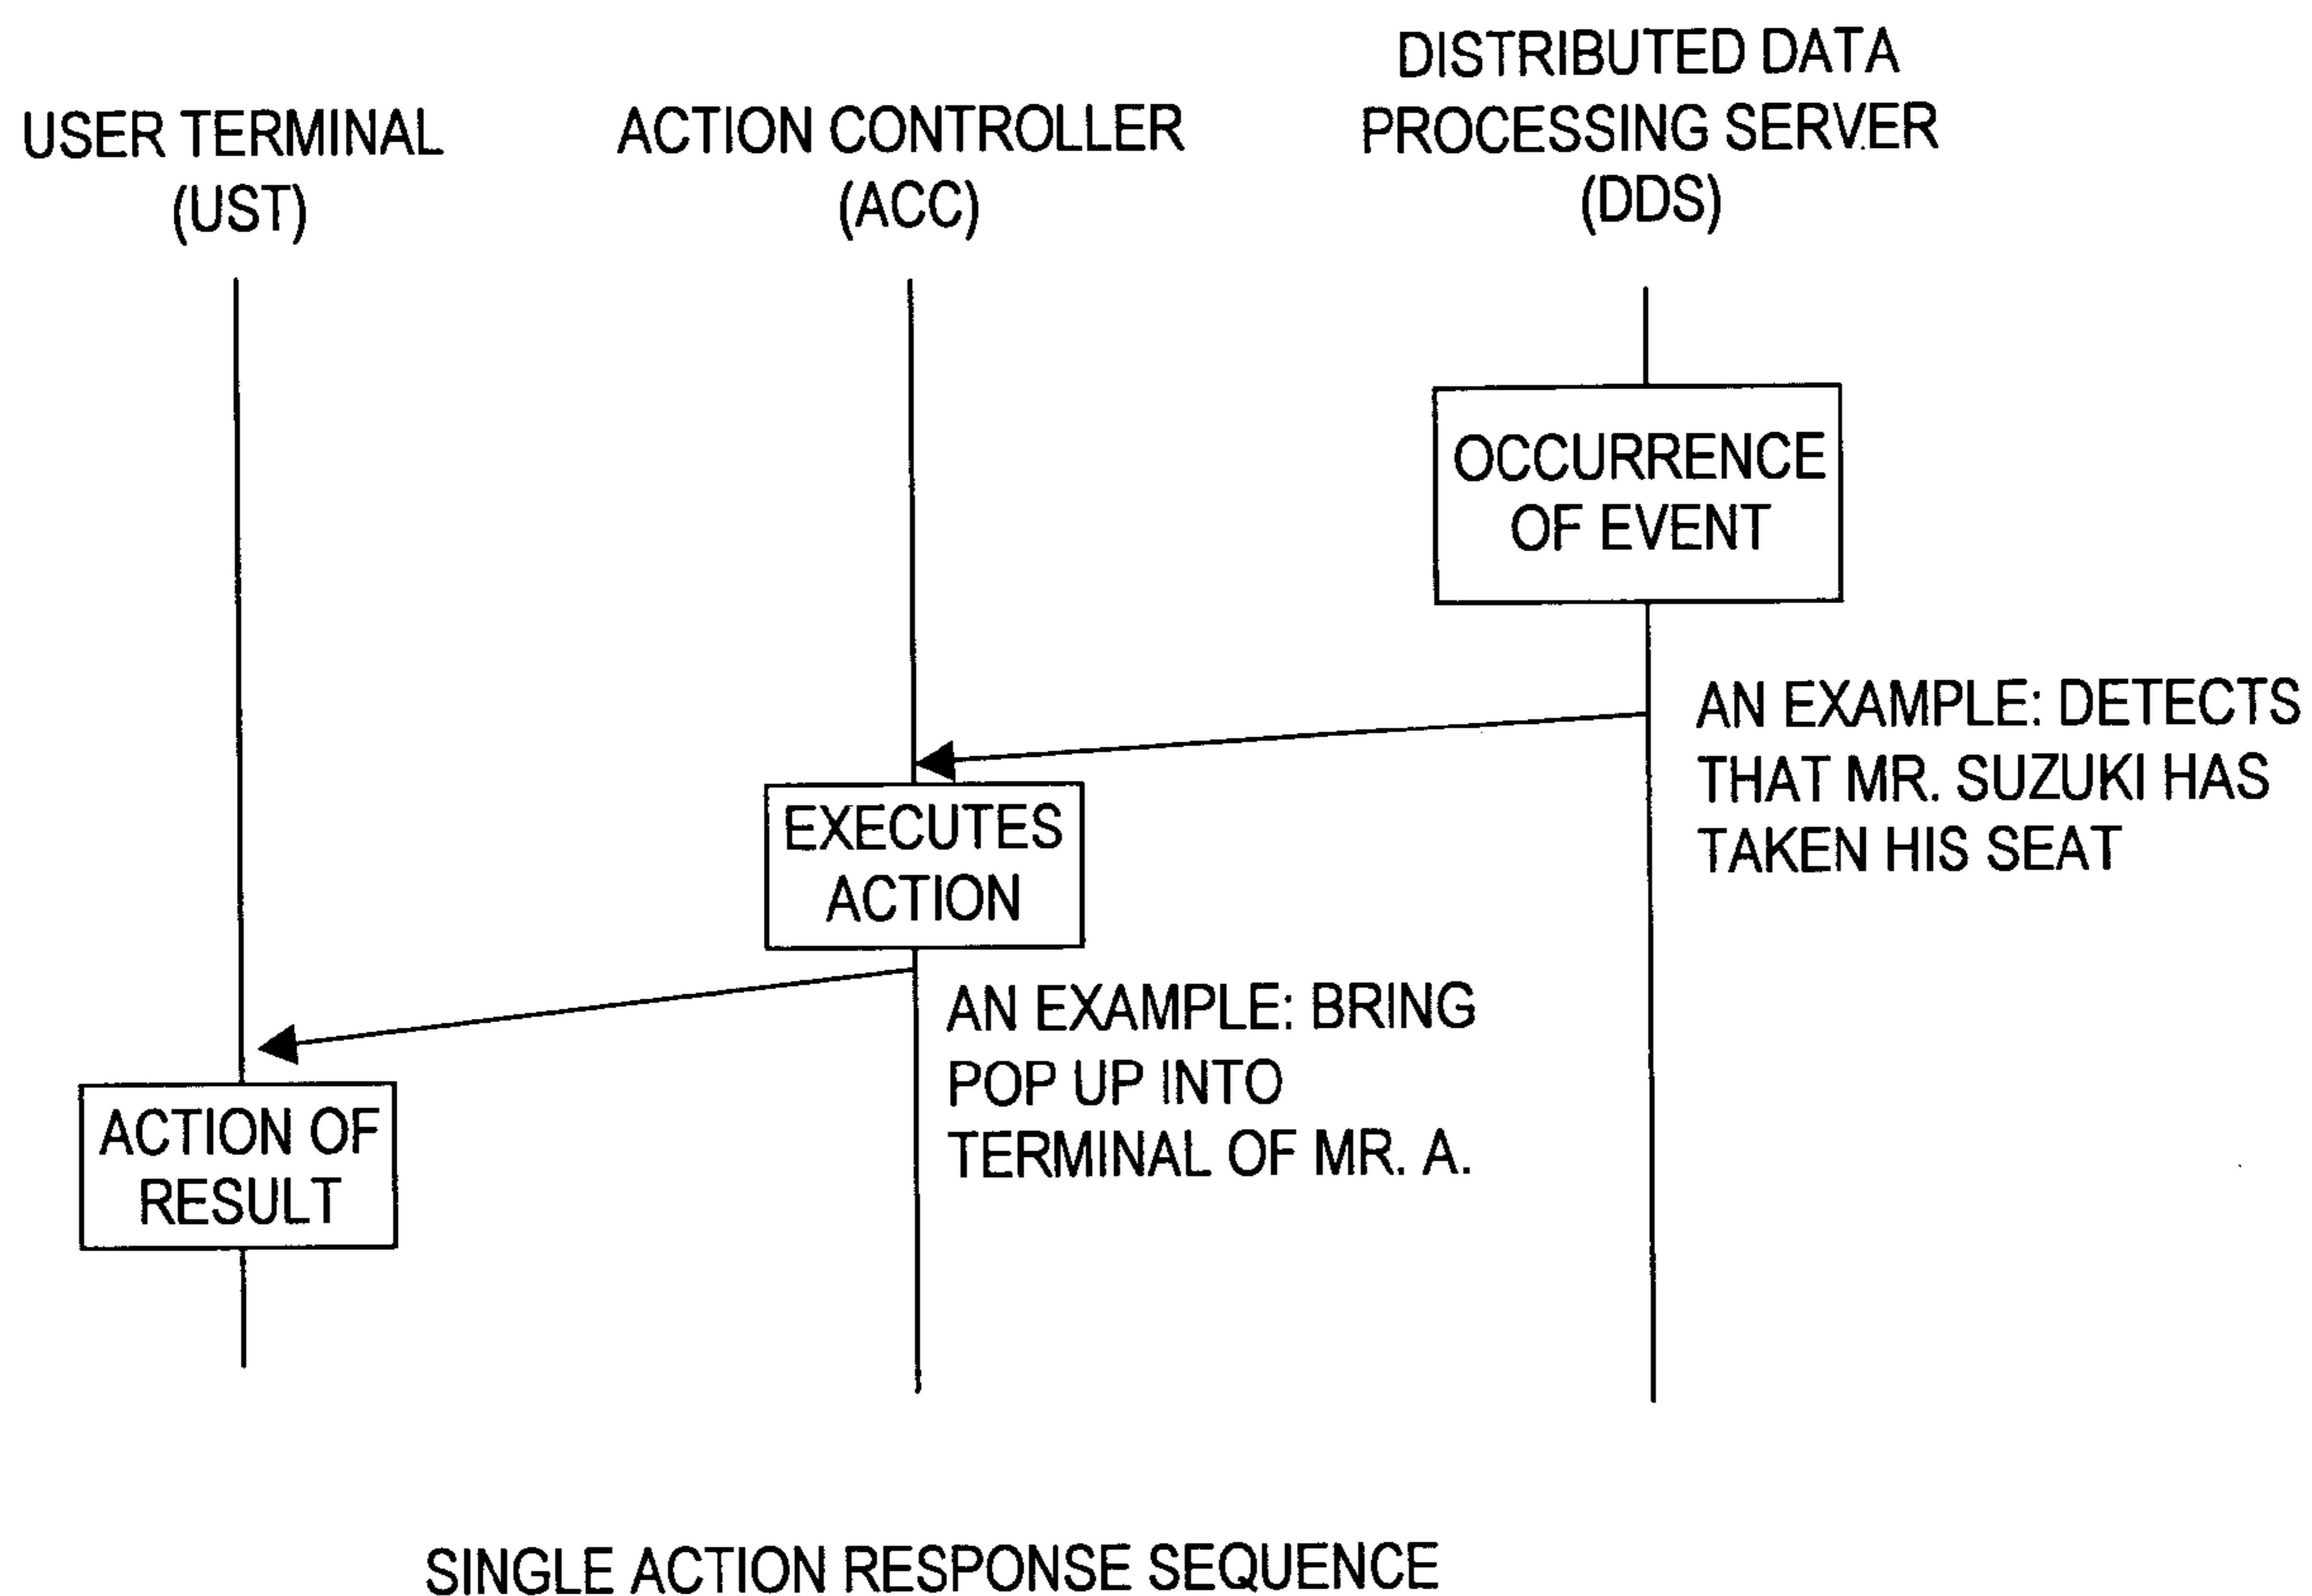 USER TERMINAL
(UST)
ACTION CONTROLLER
(ACC)
DISTRIBUTED DATA
PROCESSING SERVER
(DDS)
OCCURRENCE
OF EVENT
AN EXAMPLE: DETECTS
THAT MR. SUZUKI HAS
TAKEN HIS SEAT
EXECUTES
ACTION
AN EXAMPLE: BRING
POP UP INTO
TERMINAL OF MR. A.
ACTION OF
RESULT
SINGLE ACTION RESPONSE SEQUENCE